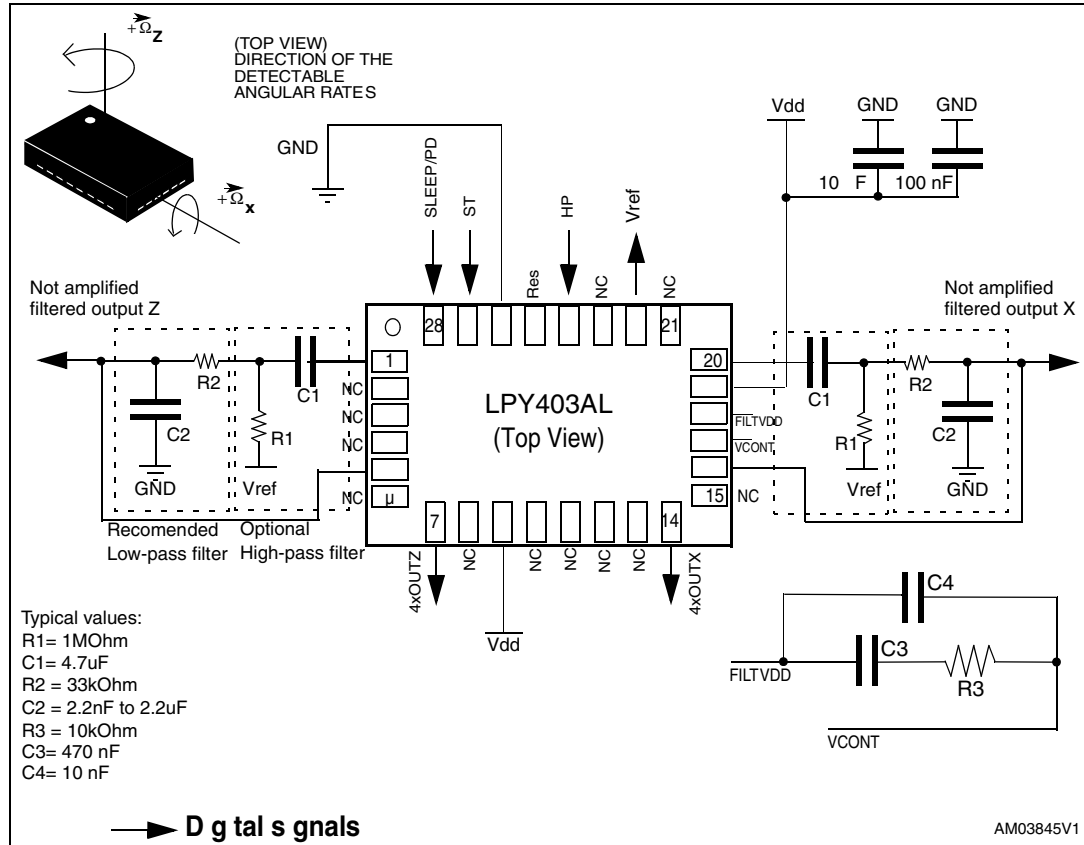 +Ω Z
(TOP VIEW)
DIRECTION OF THE
DETECTABLE
ANGULAR RATES
+Ω x
GND
SLEEP/PD
ST
Res
HP
NC
Vref
NC
Vdd
GND
GND
10 F
100 nF
Not amplified
filtered output Z
Not amplified
filtered output X
28
21
1
20
R2
C1
C2
R1
GND
Vref
NC
NC
NC
NC
µ
LPY403AL
(Top View)
FILTVDD
VCONT
15
NC
C1
R2
R1
C2
Vref
GND
Recomended
Low-pass filter
Optional
High-pass filter
7
14
4xOUTZ
NC
Vdd
NC
NC
NC
NC
4xOUTX
Typical values:
R1= 1MOhm
C1= 4.7uF
R2 = 33kOhm
C2 = 2.2nF to 2.2uF
R3 = 10kOhm
C3= 470 nF
C4= 10 nF
C4
C3
R3
FILTVDD
VCONT
D g tal s gnals
AM03845V1